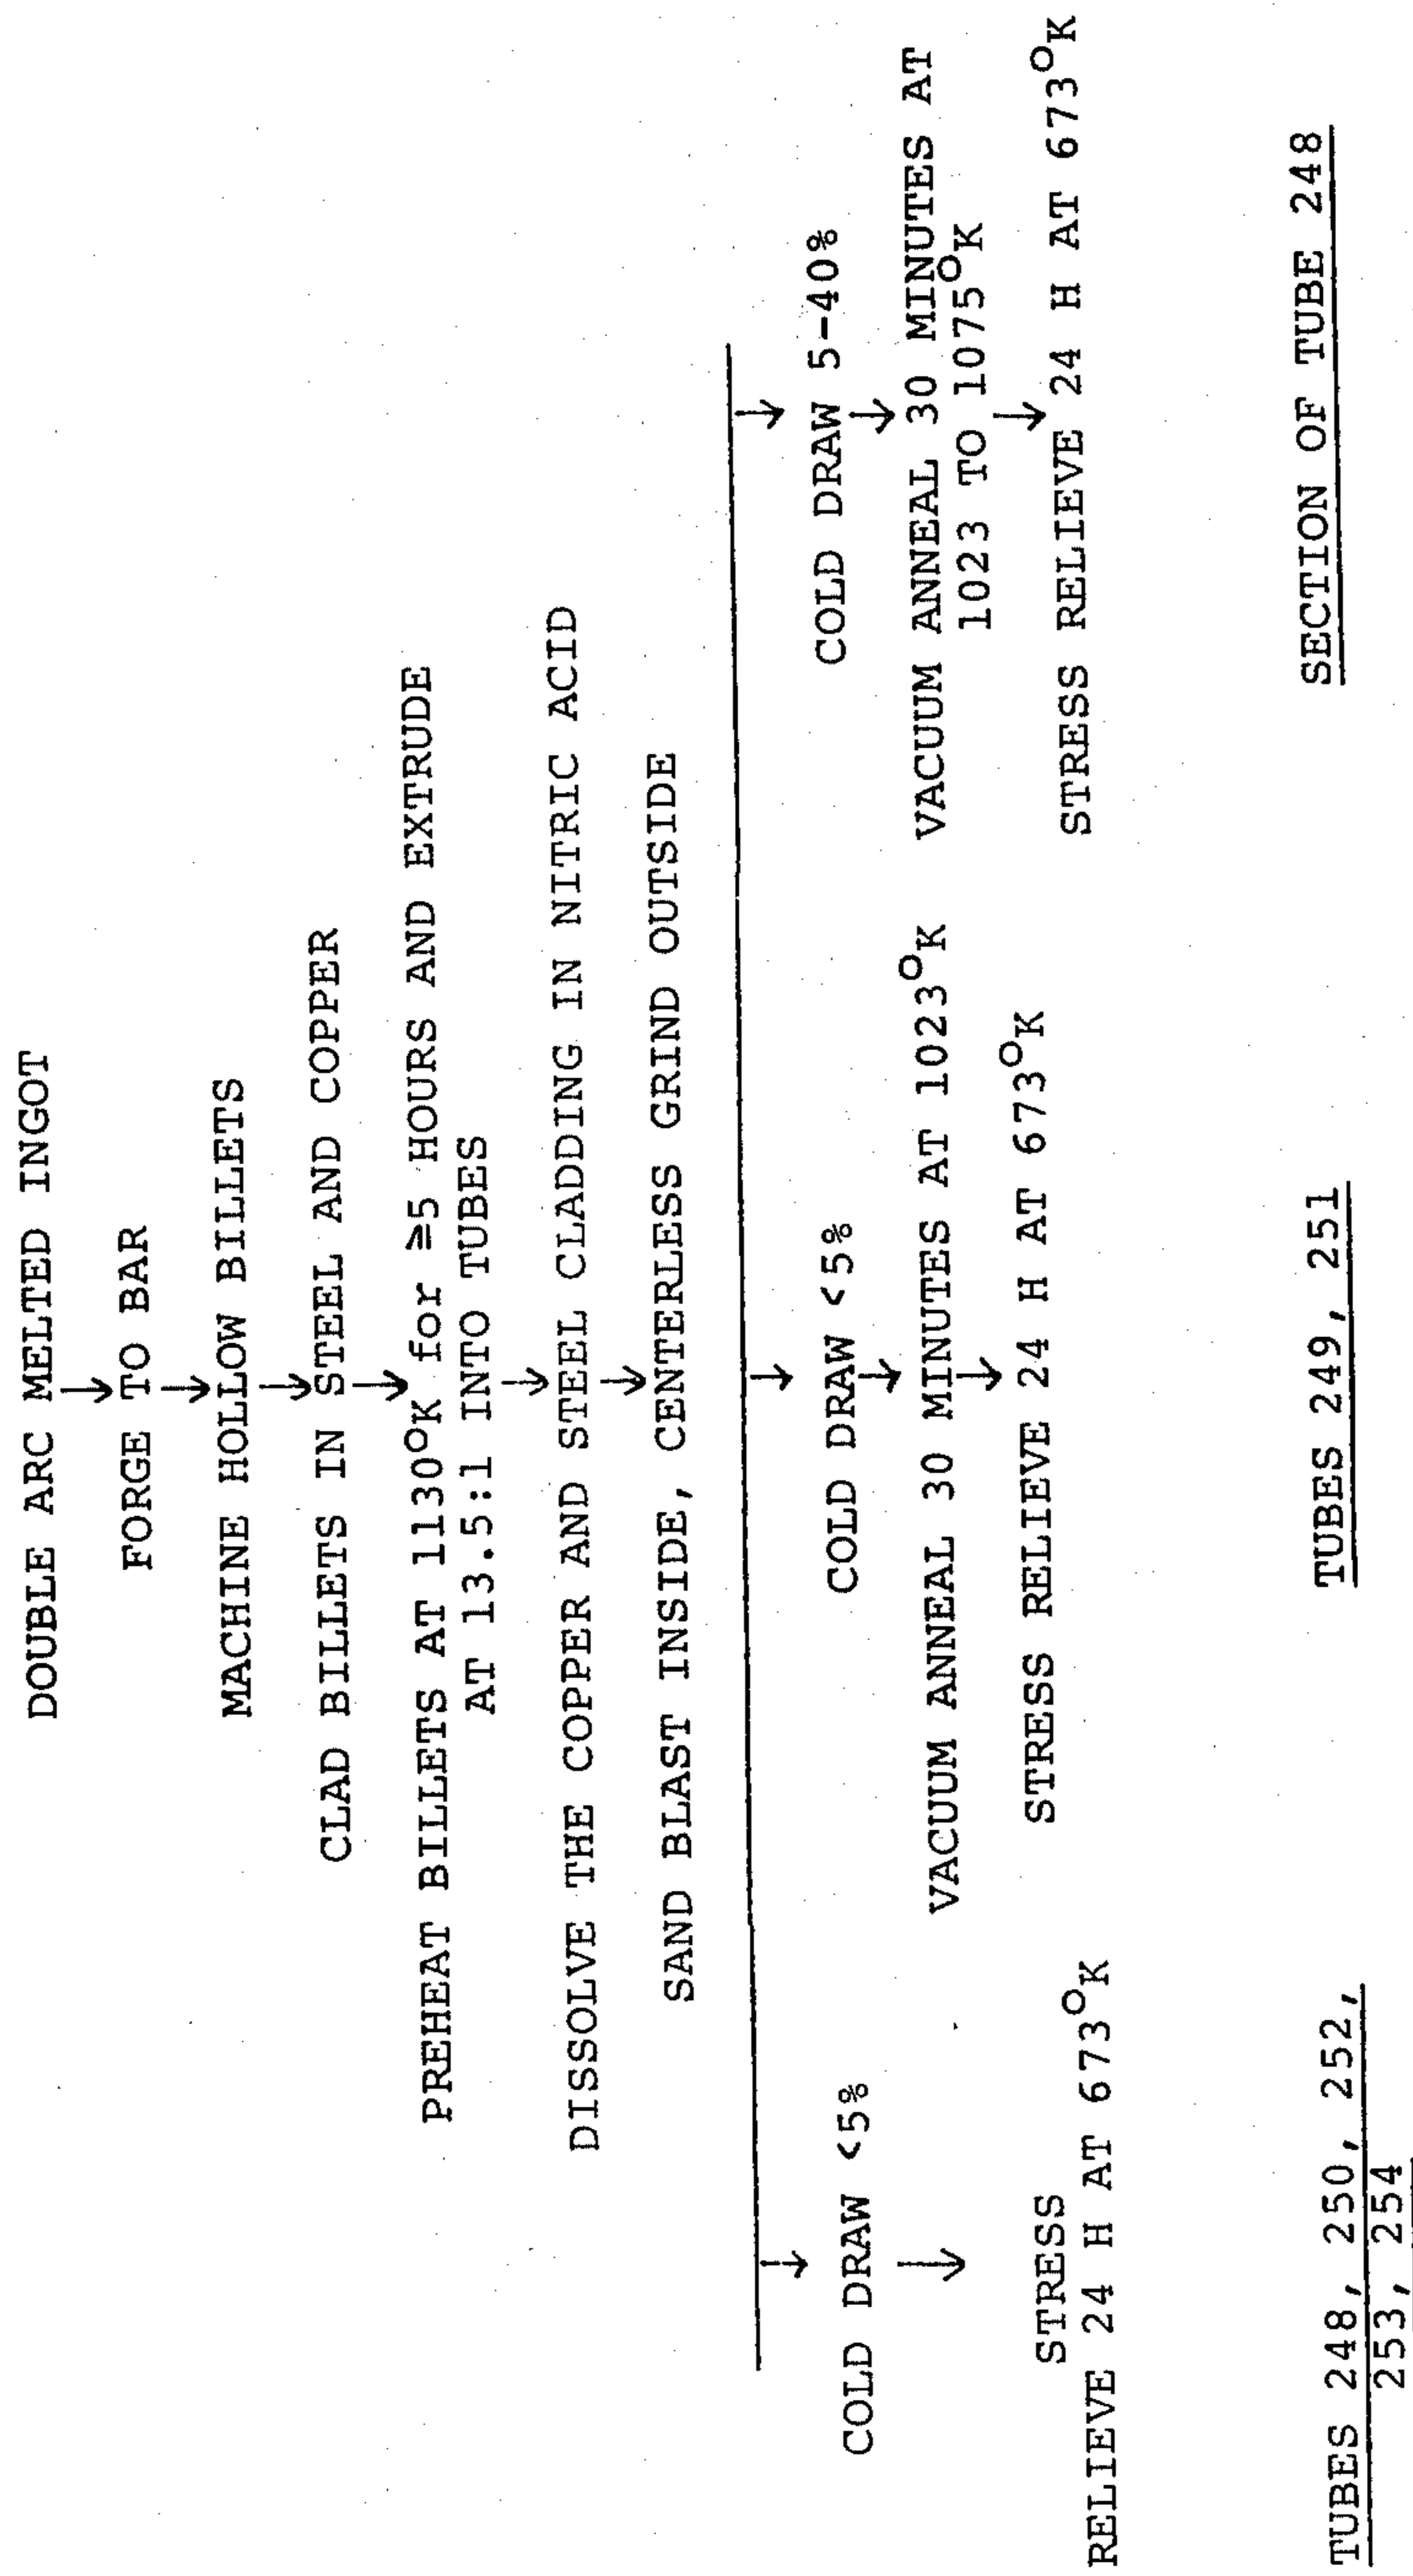 DOUBLE ARC MELTED INGOT
↓
FORGE TO BAR
↓
MACHINE HOLLOW BILLETS
↓
CLAD BILLETS IN STEEL AND COPPER
↓
PREHEAT BILLETS AT 1130°K for ≥5 HOURS AND EXTRUDE
AT 13.5:1 INTO TUBES
↓
DISSOLVE THE COPPER AND STEEL CLADDING IN NITRIC ACID
↓
SAND BLAST INSIDE, CENTERLESS GRIND OUTSIDE
↓
COLD DRAW <5%
↓
STRESS
RELIEVE 24 H AT 673°K
TUBES 248, 250, 252,
253, 254
↓
COLD DRAW <5%
↓
VACUUM ANNEAL 30 MINUTES AT 1023°K
↓
STRESS RELIEVE 24 H AT 673°K
TUBES 249, 251
↓
COLD DRAW 5-40%
↓
VACUUM ANNEAL 30 MINUTES AT
1023 TO 1075°K
↓
STRESS RELIEVE 24 H AT 673°K
SECTION OF TUBE 248